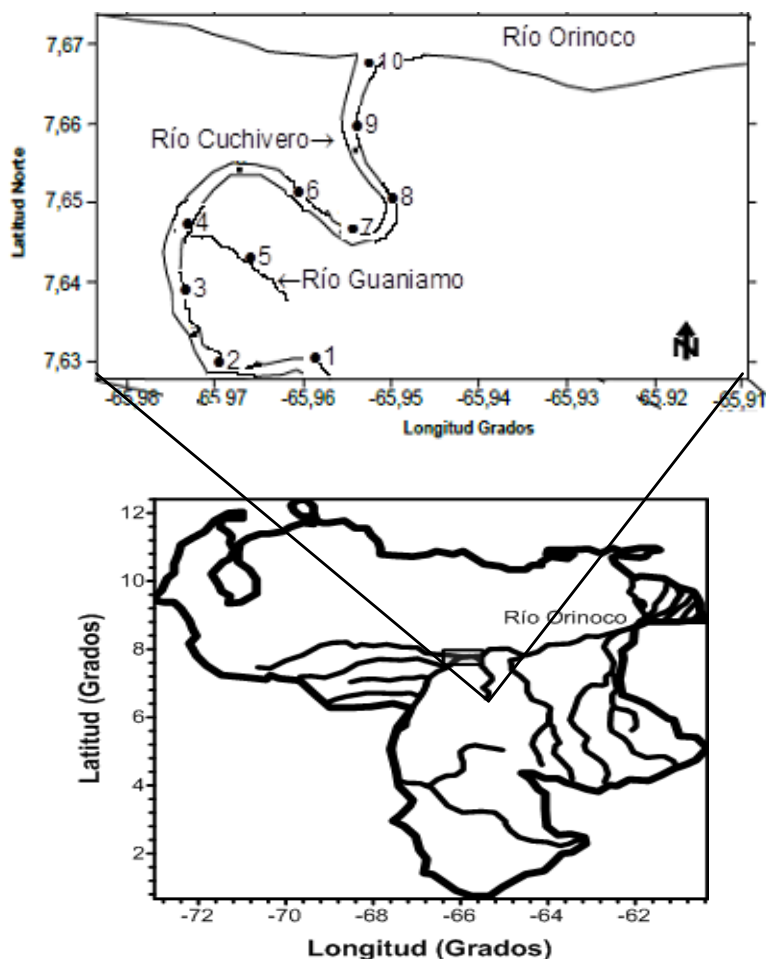 Río Orinoco
7,67
10
7,66
9
Río Cuchivero→
6
8
7,65
4
7
5
7,64
←Río Guaniamo
3
N
7,63
2
1
Latitud Norte
-65,98 -65,97 -65,96 -65,95 -65,94 -65,93 -65,92 -65,91
Longitud Grados
12
10
Río Orinoco
8
6
4
2
Latitud (Grados)
-72 -70 -68 -66 -64 -62
Longitud (Grados)